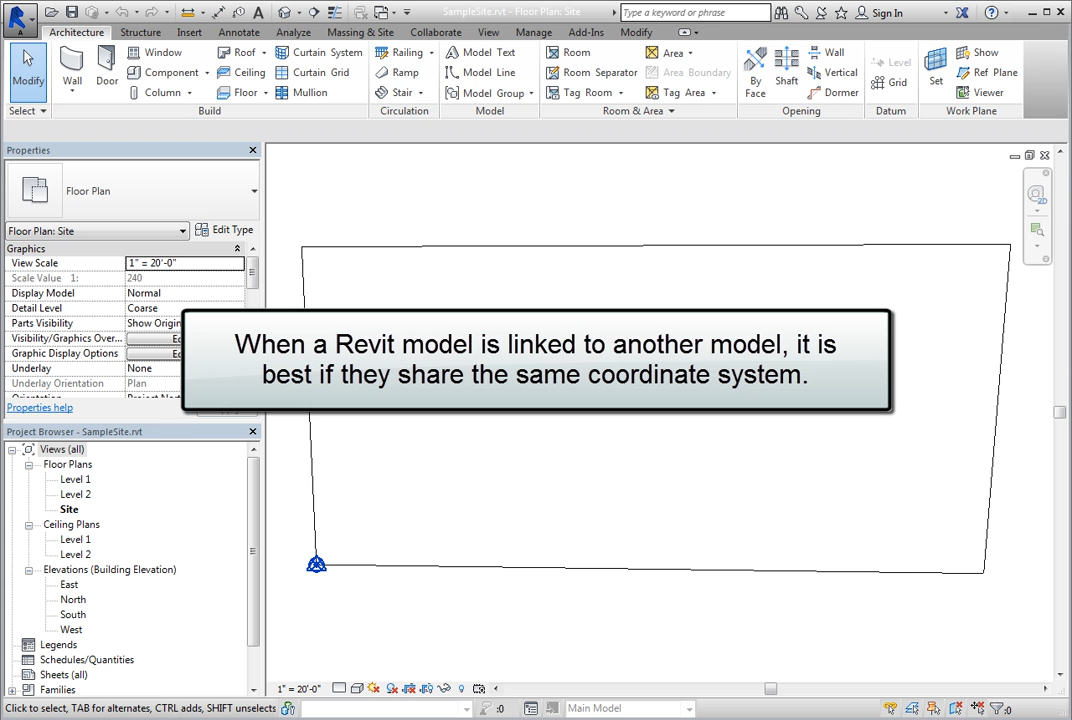 SampleSite.rvt - Floor Plan: Site
Type a keyword or phrase
Sign In
Architecture
Structure
Insert
Annotate
Analyze
Massing & Site
Collaborate
View
Manage
Add-Ins
Modify
Modify
Wall
Door
Window
Component
Column
Roof
Ceiling
Floor
Curtain System
Curtain Grid
Mullion
Railing
Ramp
Stair
Model Text
Model Line
Model Group
Room
Room Separator
Tag Room
Area
Area Boundary
Tag Area
By
Face
Shaft
Wall
Vertical
Dormer
Level
Grid
Set
Show
Ref Plane
Viewer
Select
Build
Circulation
Model
Room & Area
Opening
Datum
Work Plane
Properties
Floor Plan
Floor Plan: Site
Edit Type
Graphics
View Scale
1" = 20'-0"
Scale Value 1:
240
Display Model
Normal
Detail Level
Coarse
Parts Visibility
Show Origin
Visibility/Graphics Over...
Graphic Display Options
Underlay
None
Underlay Orientation
Plan
Properties help
When a Revit model is linked to another model, it is
best if they share the same coordinate system.
Project Browser - SampleSite.rvt
Views (all)
Floor Plans
Level 1
Level 2
Site
Ceiling Plans
Level 1
Level 2
Elevations (Building Elevation)
East
North
South
West
Legends
Schedules/Quantities
Sheets (all)
Families
1" = 20'-0"
Click to select, TAB for alternates, CTRL adds, SHIFT unselects
:0
Main Model
:0